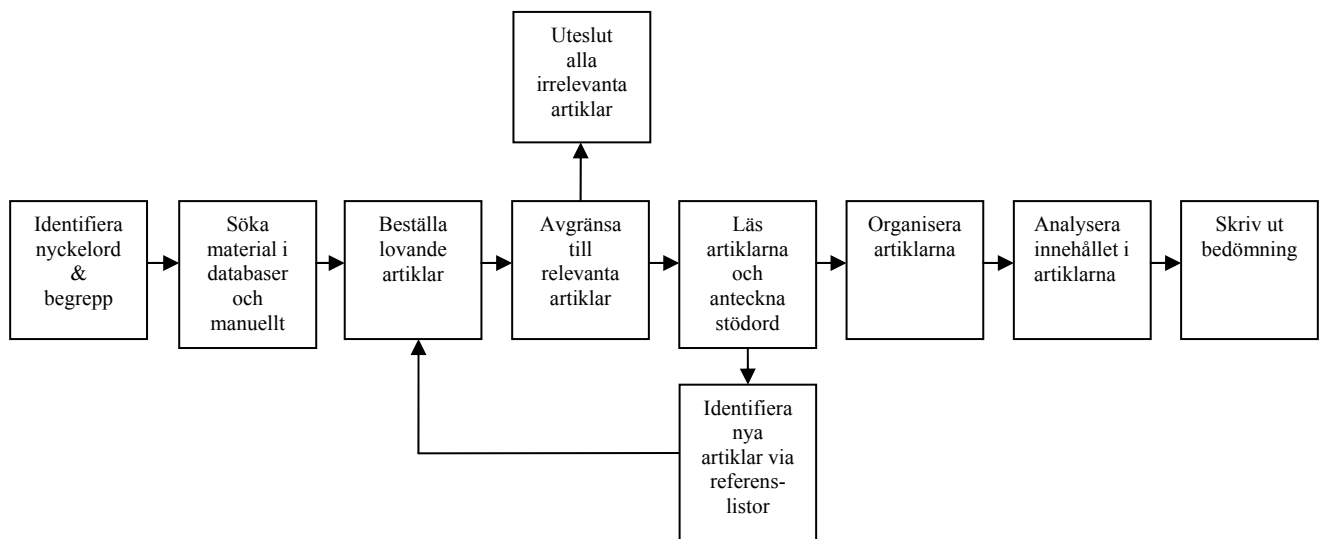 Uteslut
alla
irrelevanta
artiklar
Identifiera
nyckelord
&
begrepp
Söka
material i
databaser
och
manuellt
Beställa
lovande
artiklar
Avgränsa
till
relevanta
artiklar
Läs
artiklarna
och
anteckna
stödord
Organisera
artiklarna
Analysera
innehållet i
artiklarna
Skriv ut
bedömning
Identifiera
nya
artiklar via
referens-
listor